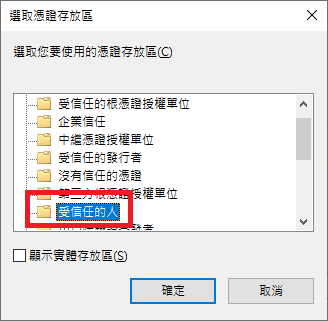 選取憑證存放區
選取您要使用的憑證存放區(C)
受信任的根憑證授權單位
企業信任
中繼憑證授權單位
受信任的發行者
沒有信任的憑證
第三方根憑證授權單位
受信任的人
顯示實體存放區(S)
確定
取消